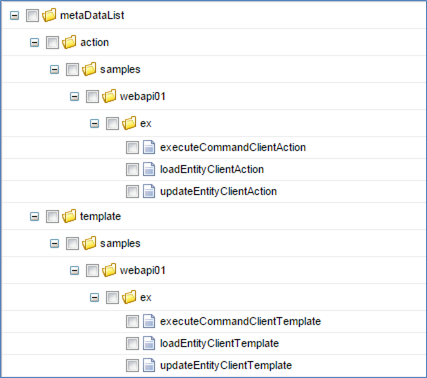 metaDataList
action
samples
webapi01
ex
executeCommandClientAction
loadEntityClientAction
updateEntityClientAction
template
samples
webapi01
ex
executeCommandClientTemplate
loadEntityClientTemplate
updateEntityClientTemplate